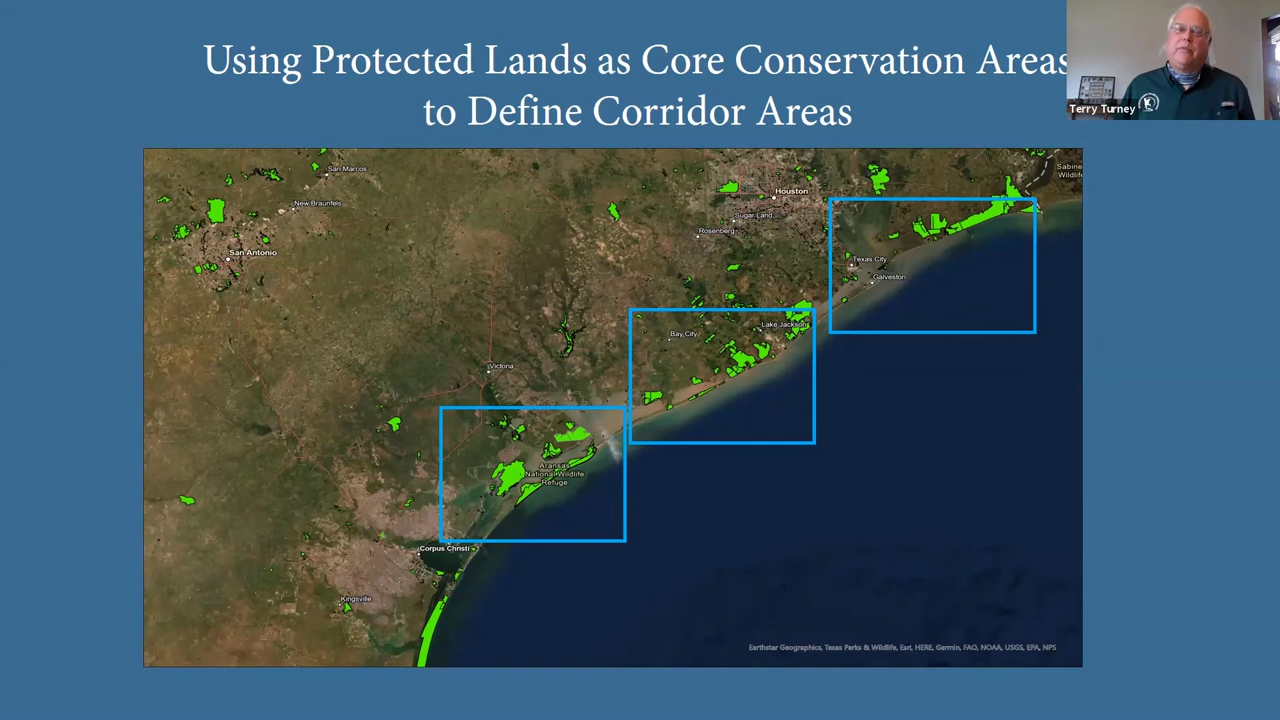 Using Protected Lands as Core Conservation Areas
to Define Corridor Areas
Terry Turney
San Marcos
New Braunfels
San Antonio
Houston
Sugar Land
Rosenberg
Sabine
Wildlife
Texas City
Galveston
Lake Jackson
Bay City
Victoria
Aransas
National Wildlife
Refuge
Corpus Christi
Kingsville
Earthstar Geographics, Texas Parks & Wildlife, Esri, HERE, Garmin, FAO, NOAA, USGS, EPA, NPS